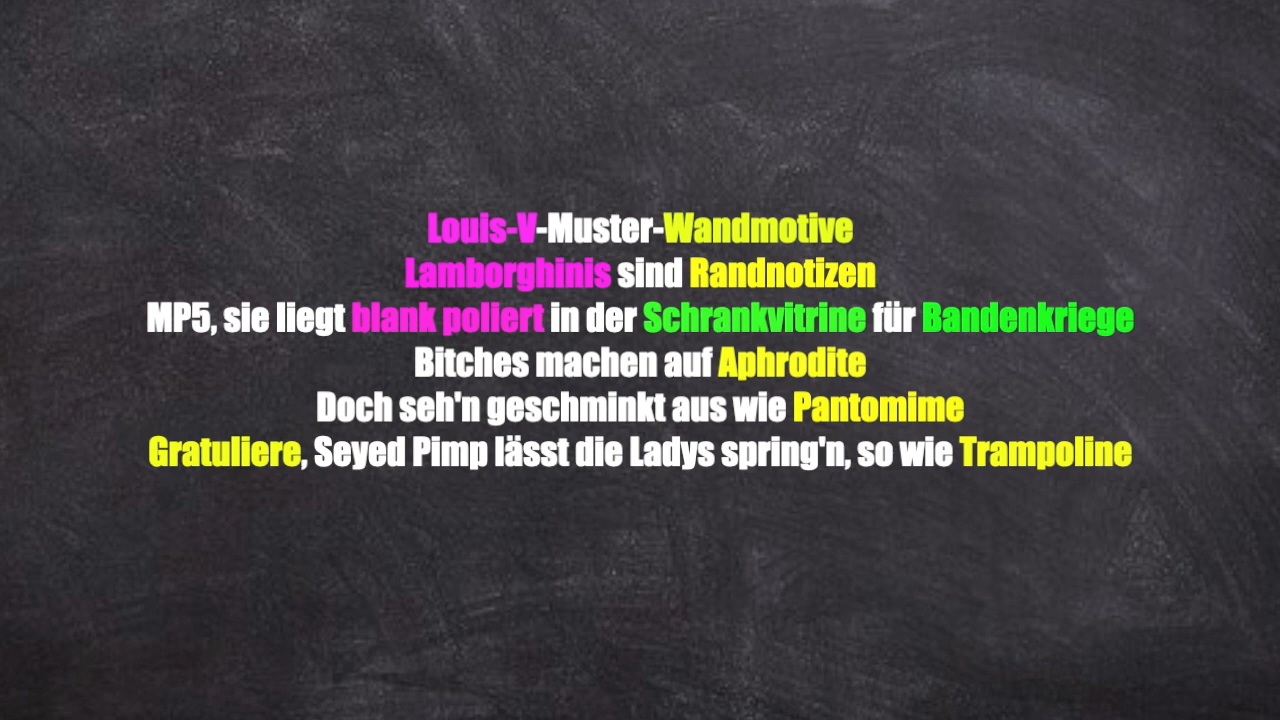 Louis-V-Muster-Wandmotive
Lamborghinis sind Randnotizen
MP5, sie liegt blank poliert in der Schrankvitrine für Bandenkriege
Bitches machen auf Aphrodite
Doch seh'n geschminkt aus wie Pantomime
Gratuliere, Seyed Pimp lässt die Ladys spring'n, so wie Trampoline